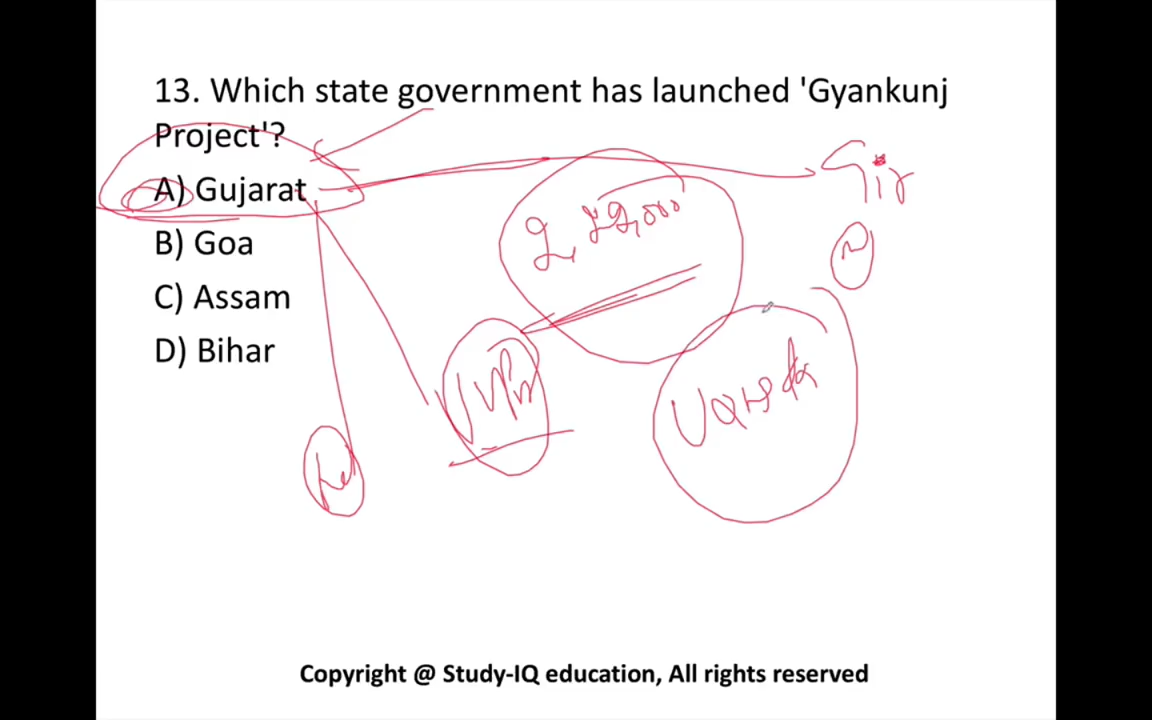 13. Which state government has launched 'Gyankunj
Project'?
A) Gujarat
B) Goa
C) Assam
D) Bihar
Gir
Copyright @ Study-IQ education, All rights reserved